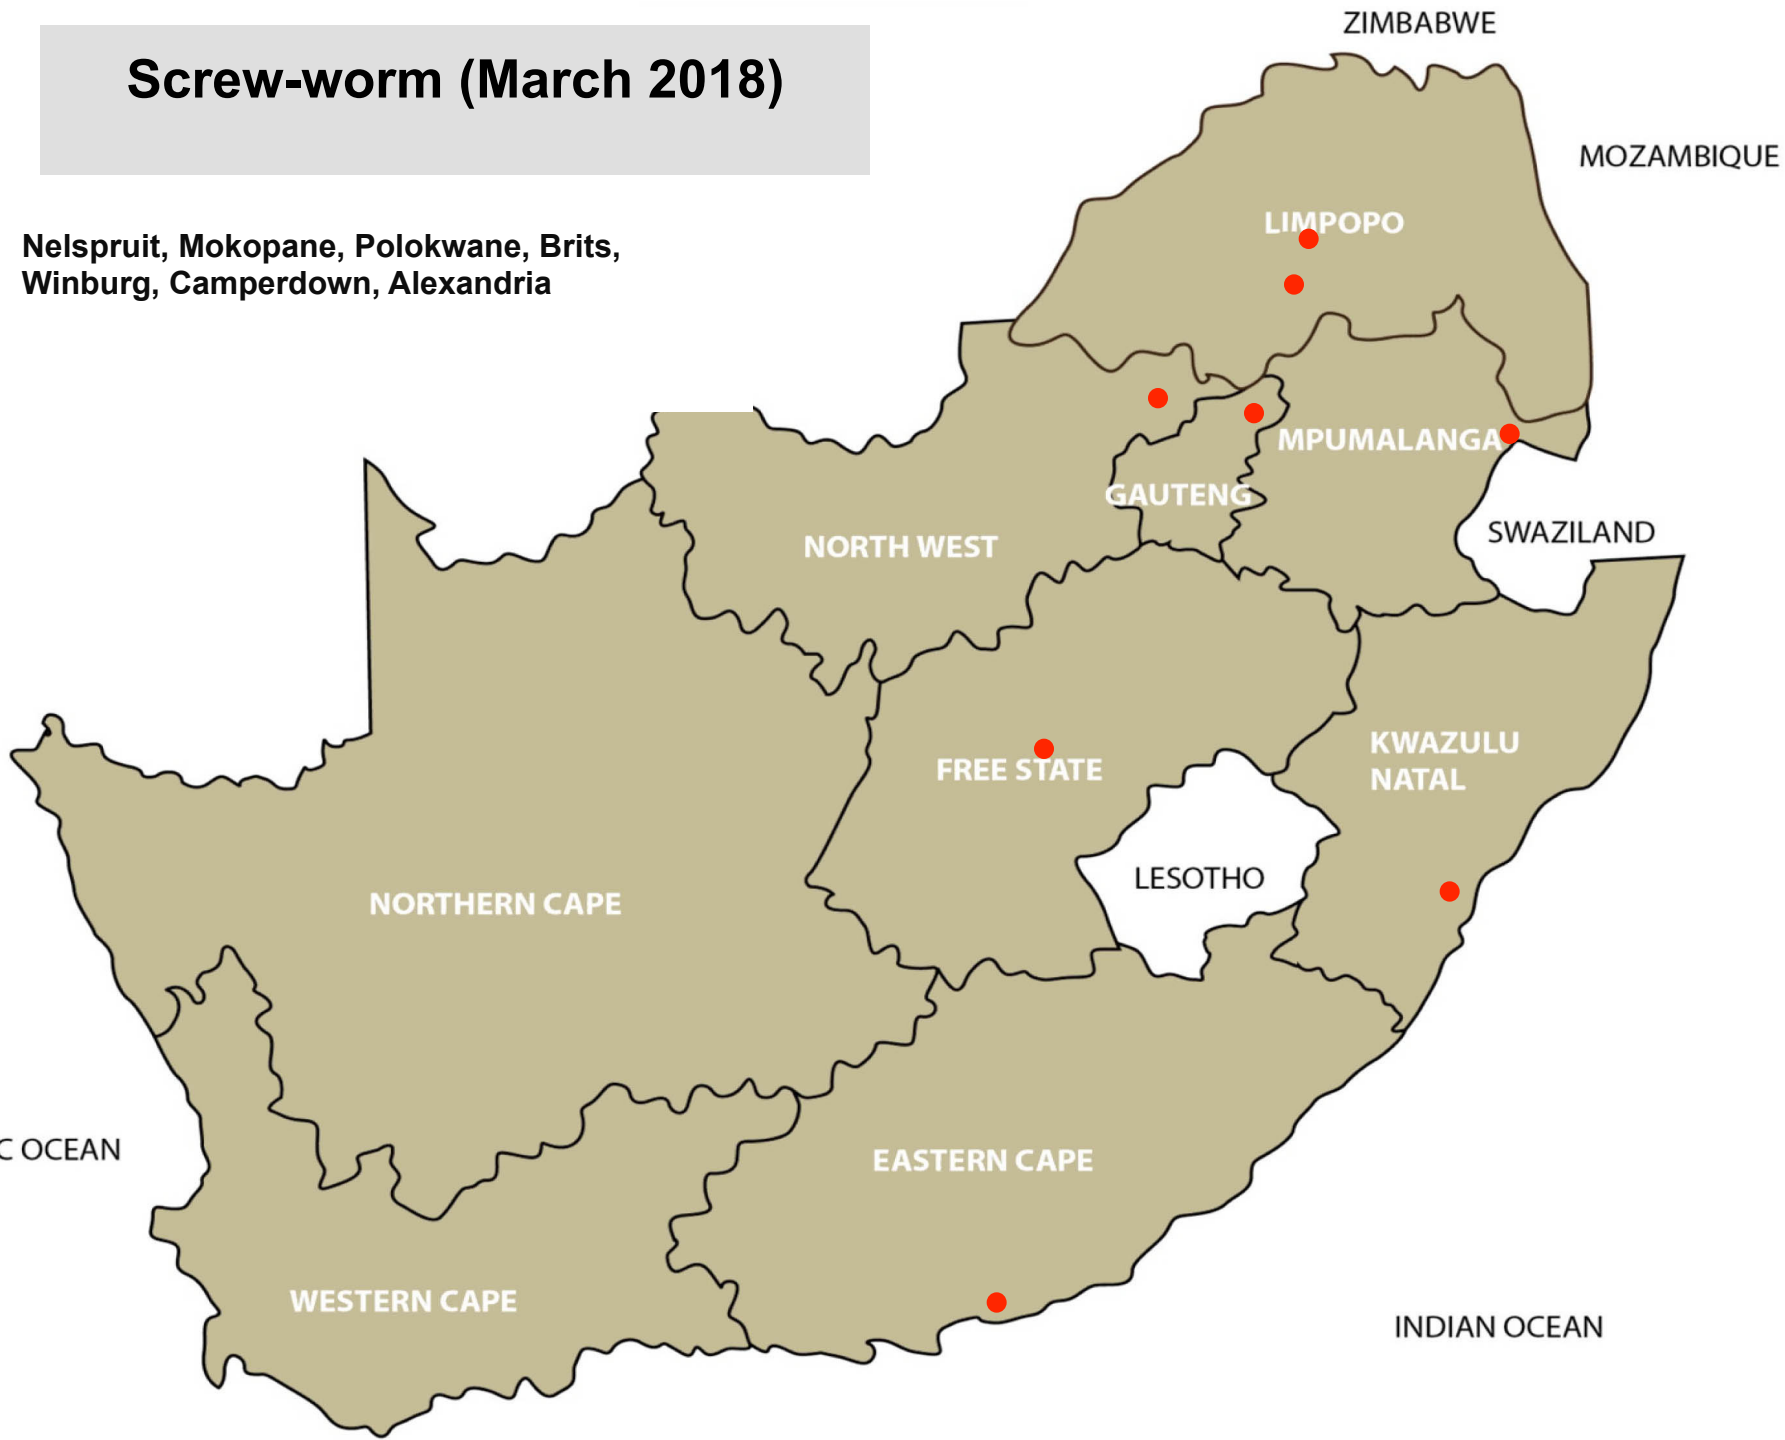 Screw-worm (March 2018)
Nelspruit, Mokopane, Polokwane, Brits,
Winburg, Camperdown, Alexandria
ZIMBABWE
MOZAMBIQUE
LIMPOPO
MPUMALANGA
GAUTENG
SWAZILAND
NORTH WEST
KWAZULU
NATAL
FREE STATE
LESOTHO
NORTHERN CAPE
C OCEAN
EASTERN CAPE
WESTERN CAPE
INDIAN OCEAN